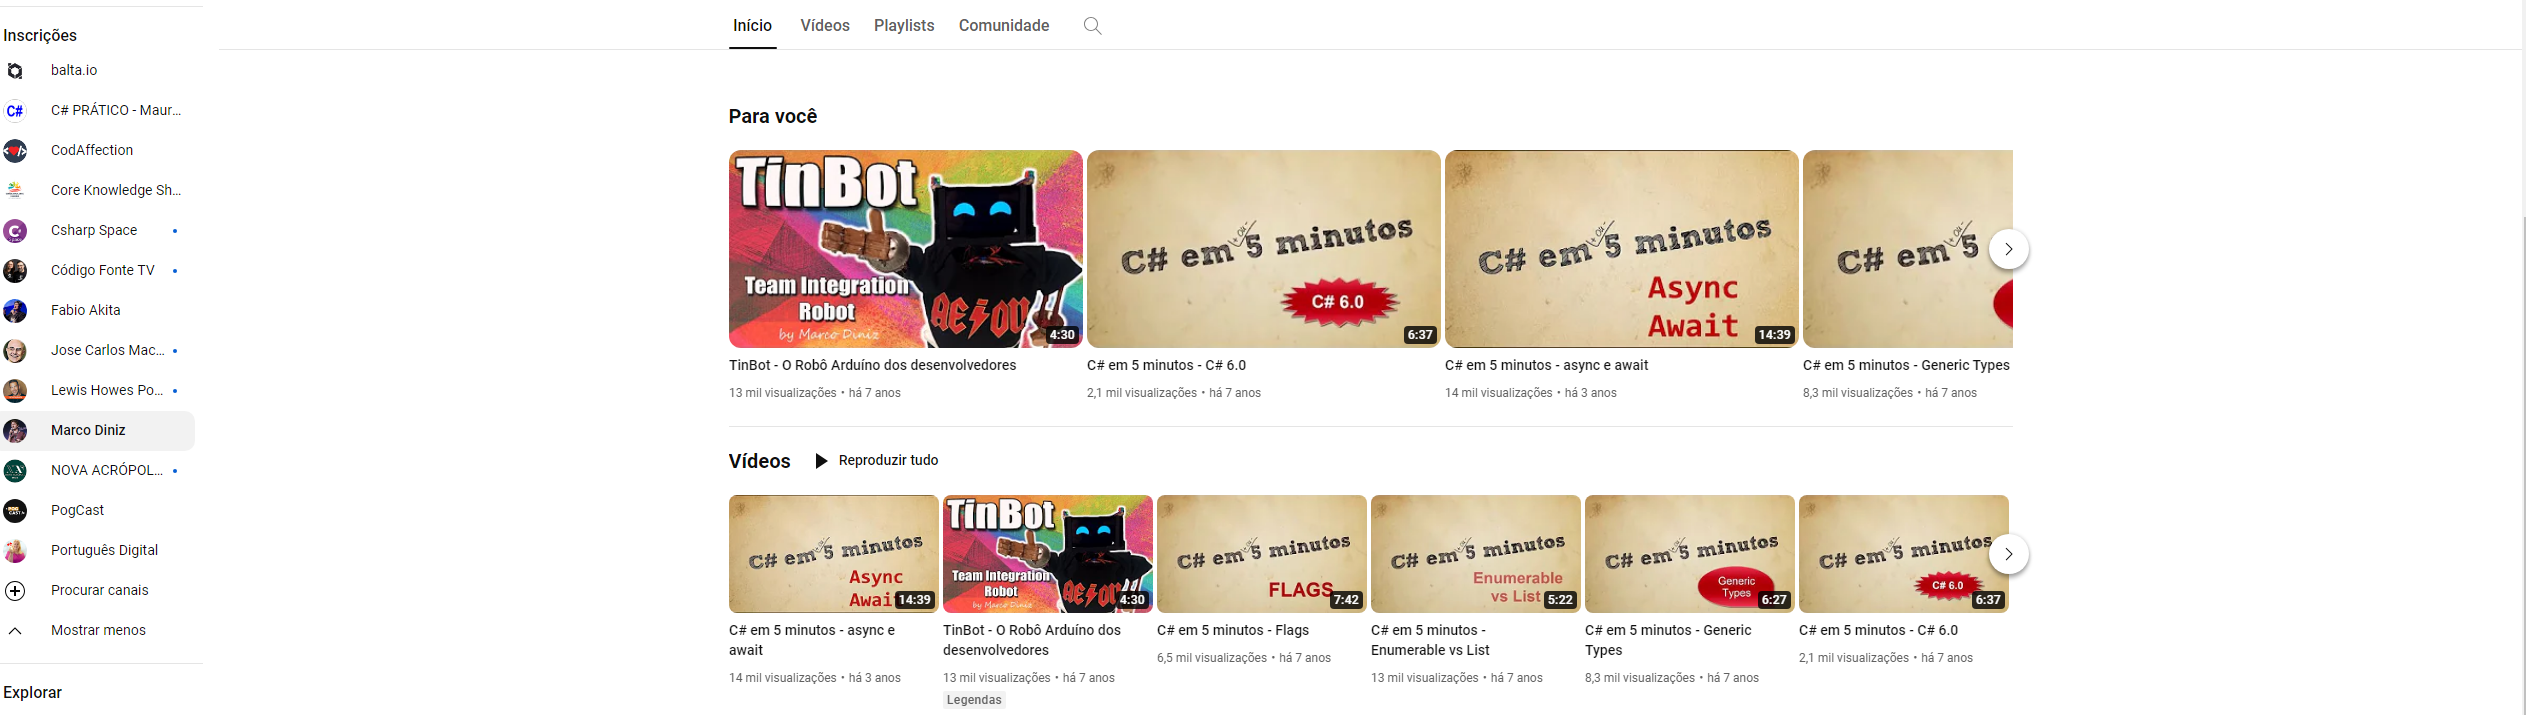 Início Vídeos Playlists Comunidade
Inscrições
balta.io
C# C# PRÁTICO - Maur...
CodAffection
Core Knowledge Sh...
Csharp Space
Código Fonte TV
Fabio Akita
Jose Carlos Mac...
Lewis Howes Po...
Marco Diniz
NOVA ACRÓPOL...
PogCast
Português Digital
Procurar canais
Mostrar menos
Explorar
Para você
TinBot
Team Integration
Robot
by Marco Diniz
AEIOU!!
4:30
TinBot - O Robô Arduíno dos desenvolvedores
13 mil visualizações • há 7 anos
C# em 5 minutos
+ ou -
C# 6.0
6:37
C# em 5 minutos - C# 6.0
2,1 mil visualizações • há 7 anos
C# em 5 minutos
+ ou -
Async
Await
14:39
C# em 5 minutos - async e await
14 mil visualizações • há 3 anos
C# em 5
+ ou -
C# em 5 minutos - Generic Types
8,3 mil visualizações • há 7 anos
Vídeos Reproduzir tudo
C# em 5 minutos
Async
Await
14:39
C# em 5 minutos - async e
await
14 mil visualizações • há 3 anos
TinBot
Team Integration
Robot
by Marco Diniz
AEIOU!!
4:30
TinBot - O Robô Arduíno dos
desenvolvedores
13 mil visualizações • há 7 anos
Legendas
C# em 5 minutos
FLAGS
7:42
C# em 5 minutos - Flags
6,5 mil visualizações • há 7 anos
C# em 5 minutos
Enumerable
vs List
5:22
C# em 5 minutos -
Enumerable vs List
13 mil visualizações • há 7 anos
C# em 5 minutos
Generic
Types
6:27
C# em 5 minutos - Generic
Types
8,3 mil visualizações • há 7 anos
C# em 5 minutos
C# 6.0
6:37
C# em 5 minutos - C# 6.0
2,1 mil visualizações • há 7 anos